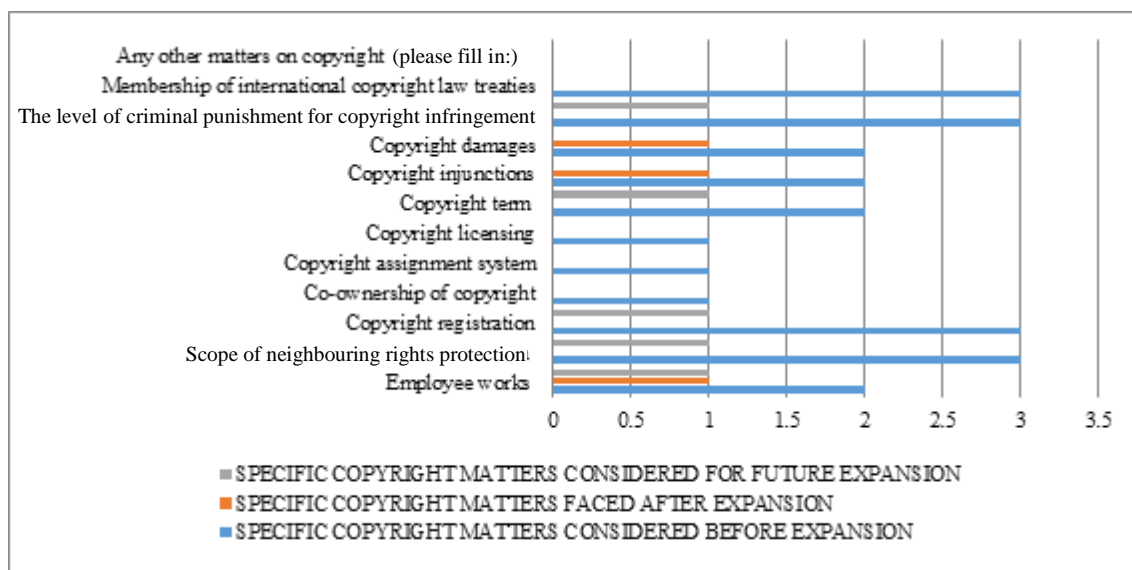 Any other matters on copyright (please fill in:)
Membership of international copyright law treaties
The level of criminal punishment for copyright infringement
Copyright damages
Copyright injunctions
Copyright term
Copyright licensing
Copyright assignment system
Co-ownership of copyright
Copyright registration
Scope of neighbouring rights protection
Employee works
0 0.5 1 1.5 2 2.5 3 3.5
SPECIFIC COPYRIGHT MATTERS CONSIDERED FOR FUTURE EXPANSION
SPECIFIC COPYRIGHT MATTERS FACED AFTER EXPANSION
SPECIFIC COPYRIGHT MATTERS CONSIDERED BEFORE EXPANSION